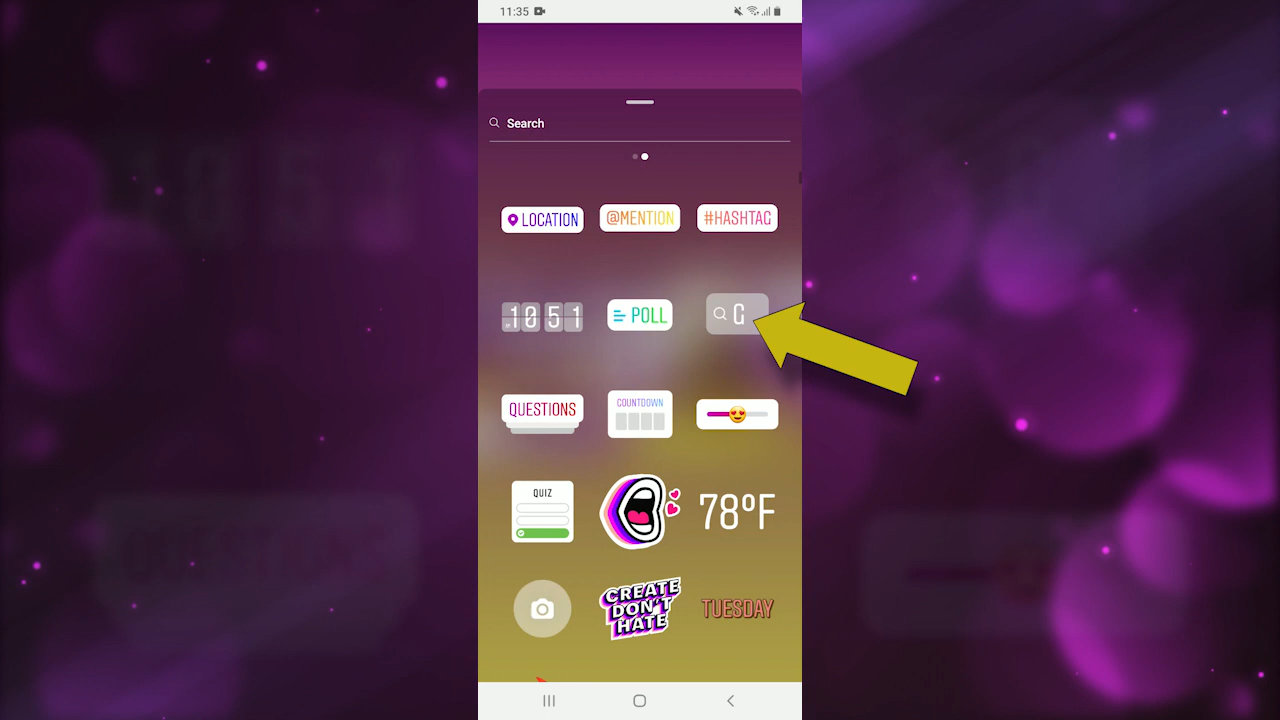 11:35
Search
LOCATION
@MENTION
#HASHTAG
10 51
POLL
G
QUESTIONS
COUNTDOWN
QUIZ
78°F
CREATE
DON'T
HATE
TUESDAY